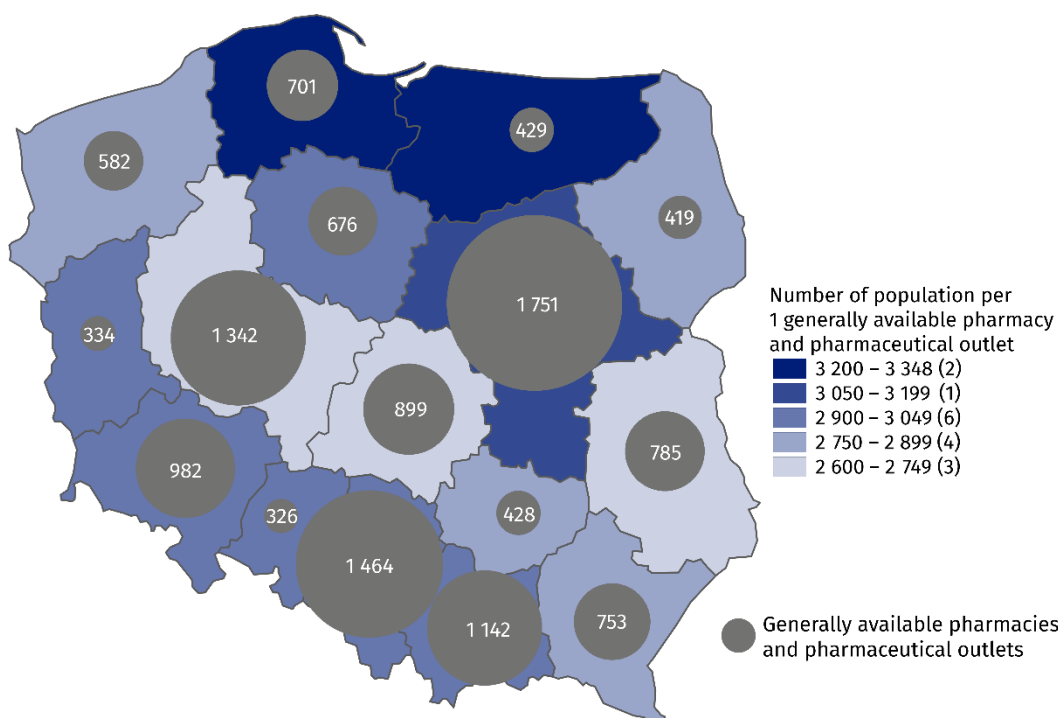 701
429
582
419
676
1 751
334
1 342
899
785
982
326
428
1 464
1 142
753
Number of population per
1 generally available pharmacy
and pharmaceutical outlet
3 200 – 3 348 (2)
3 050 – 3 199 (1)
2 900 – 3 049 (6)
2 750 – 2 899 (4)
2 600 – 2 749 (3)
Generally available pharmacies
and pharmaceutical outlets